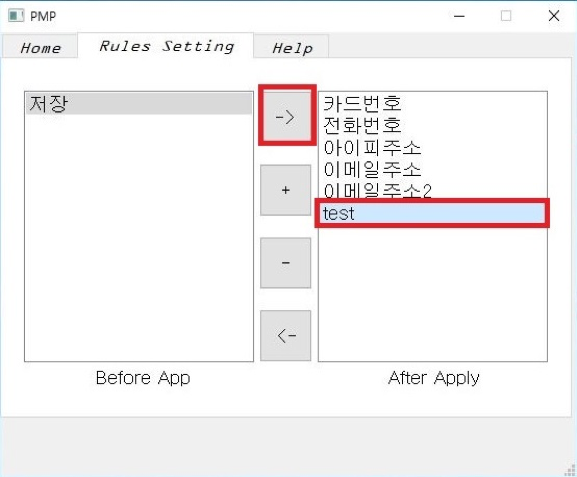 PMP
Home Rules Setting Help
저장
->
+
-
<-
카드번호
전화번호
아이피주소
이메일주소
이메일주소2
test
Before App
After Apply